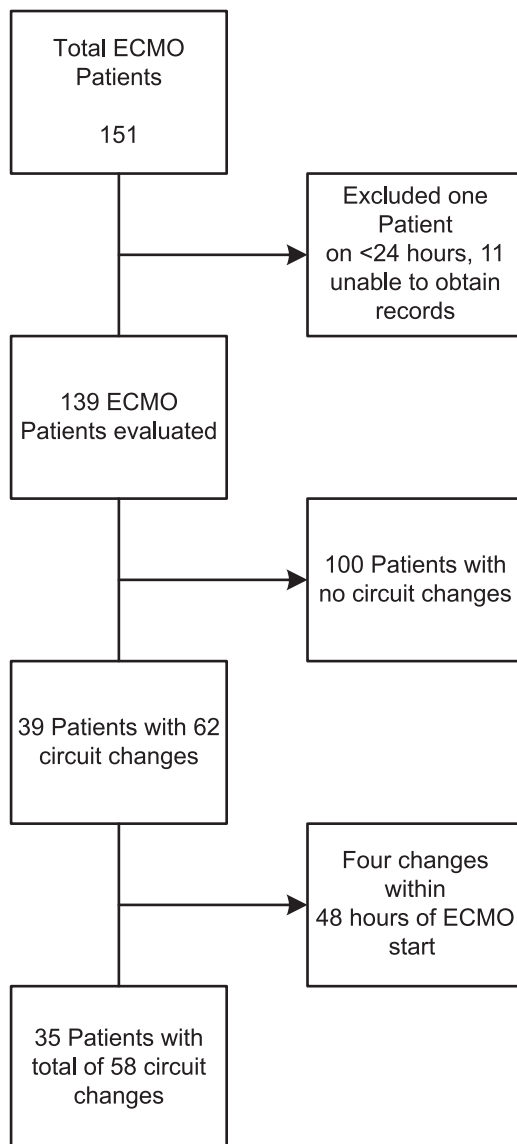 Total ECMO
Patients
151
Excluded one
Patient
on <24 hours, 11
unable to obtain
records
139 ECMO
Patients evaluated
100 Patients with
no circuit changes
39 Patients with 62
circuit changes
Four changes
within
48 hours of ECMO
start
35 Patients with
total of 58 circuit
changes